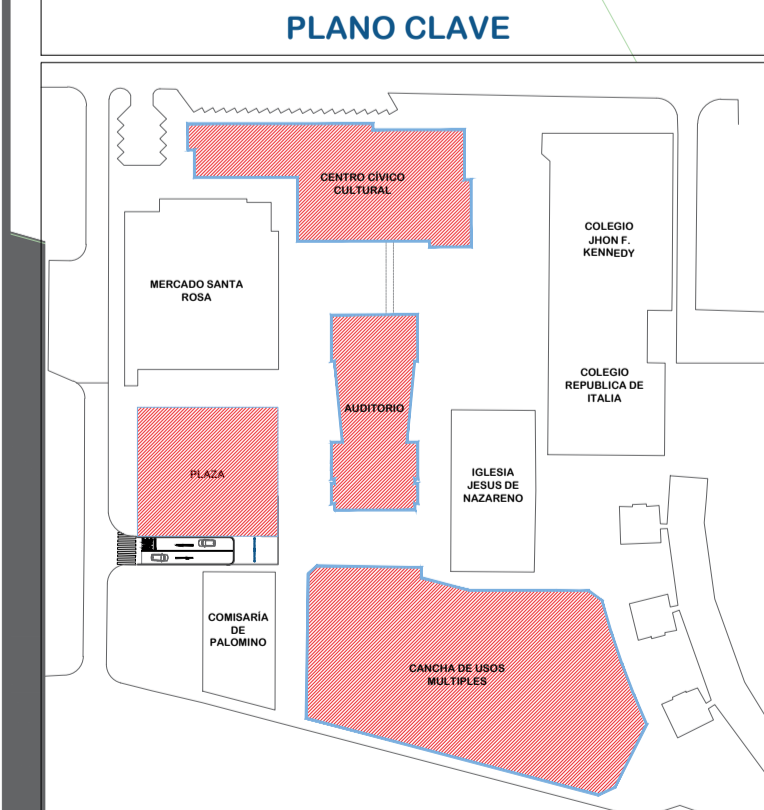 PLANO CLAVE
CENTRO CÍVICO
CULTURAL
COLEGIO
JHON F.
KENNEDY
MERCADO SANTA
ROSA
COLEGIO
REPUBLICA DE
ITALIA
AUDITORIO
PLAZA
IGLESIA
JESUS DE
NAZARENO
COMISARÍA
DE
PALOMINO
CANCHA DE USOS
MULTIPLES